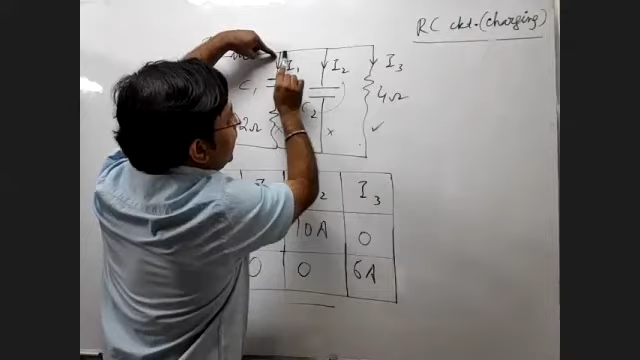 RC ckt. (charging)
I₁ I₂ I₃
C₁ C₂ 4Ω
2Ω
I₃
10A 0
0 0 6A